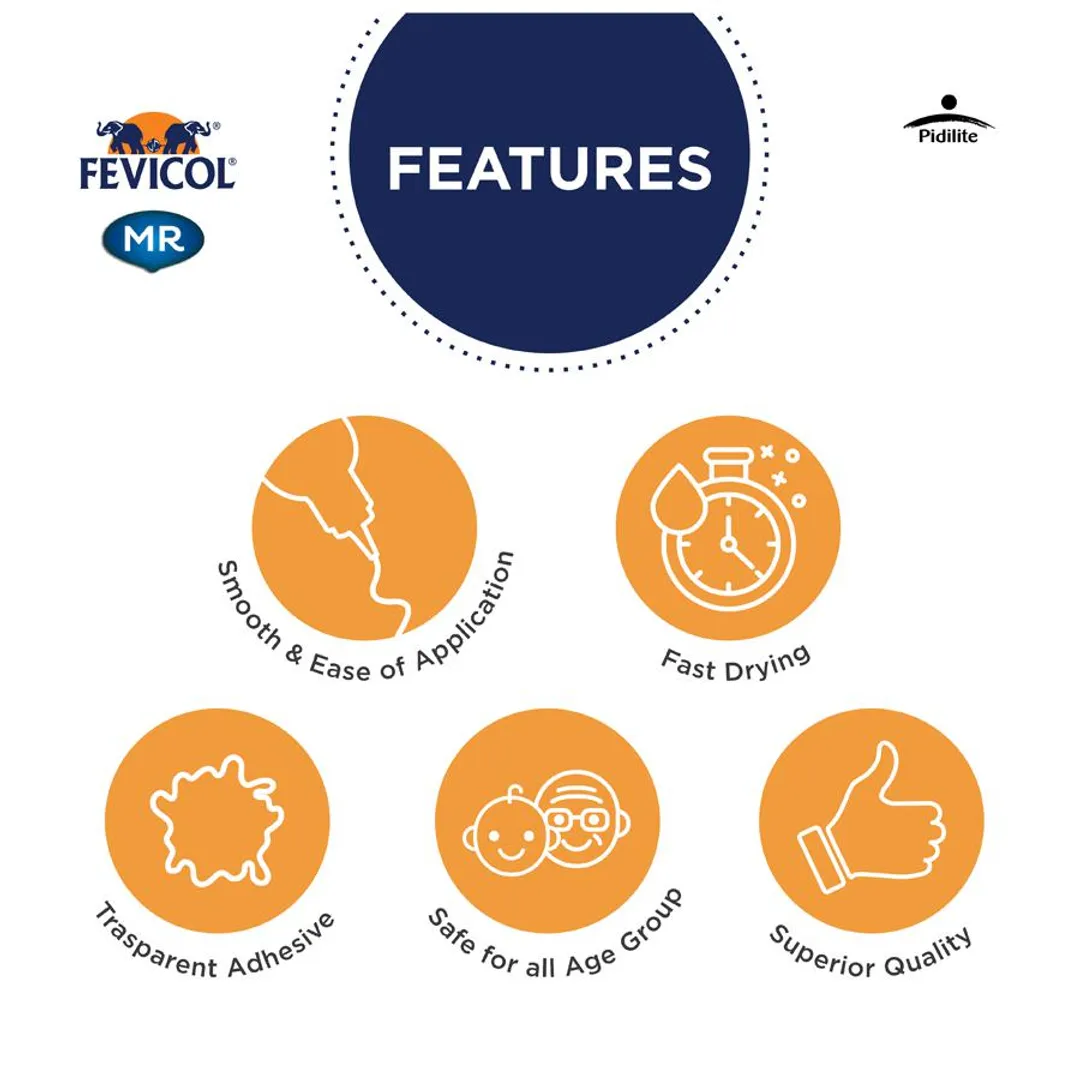 FEVICOL®
MR
FEATURES
Pidilite
Smooth & Ease of Application
Fast Drying
Trasparent Adhesive
Safe for all Age Group
Superior Quality